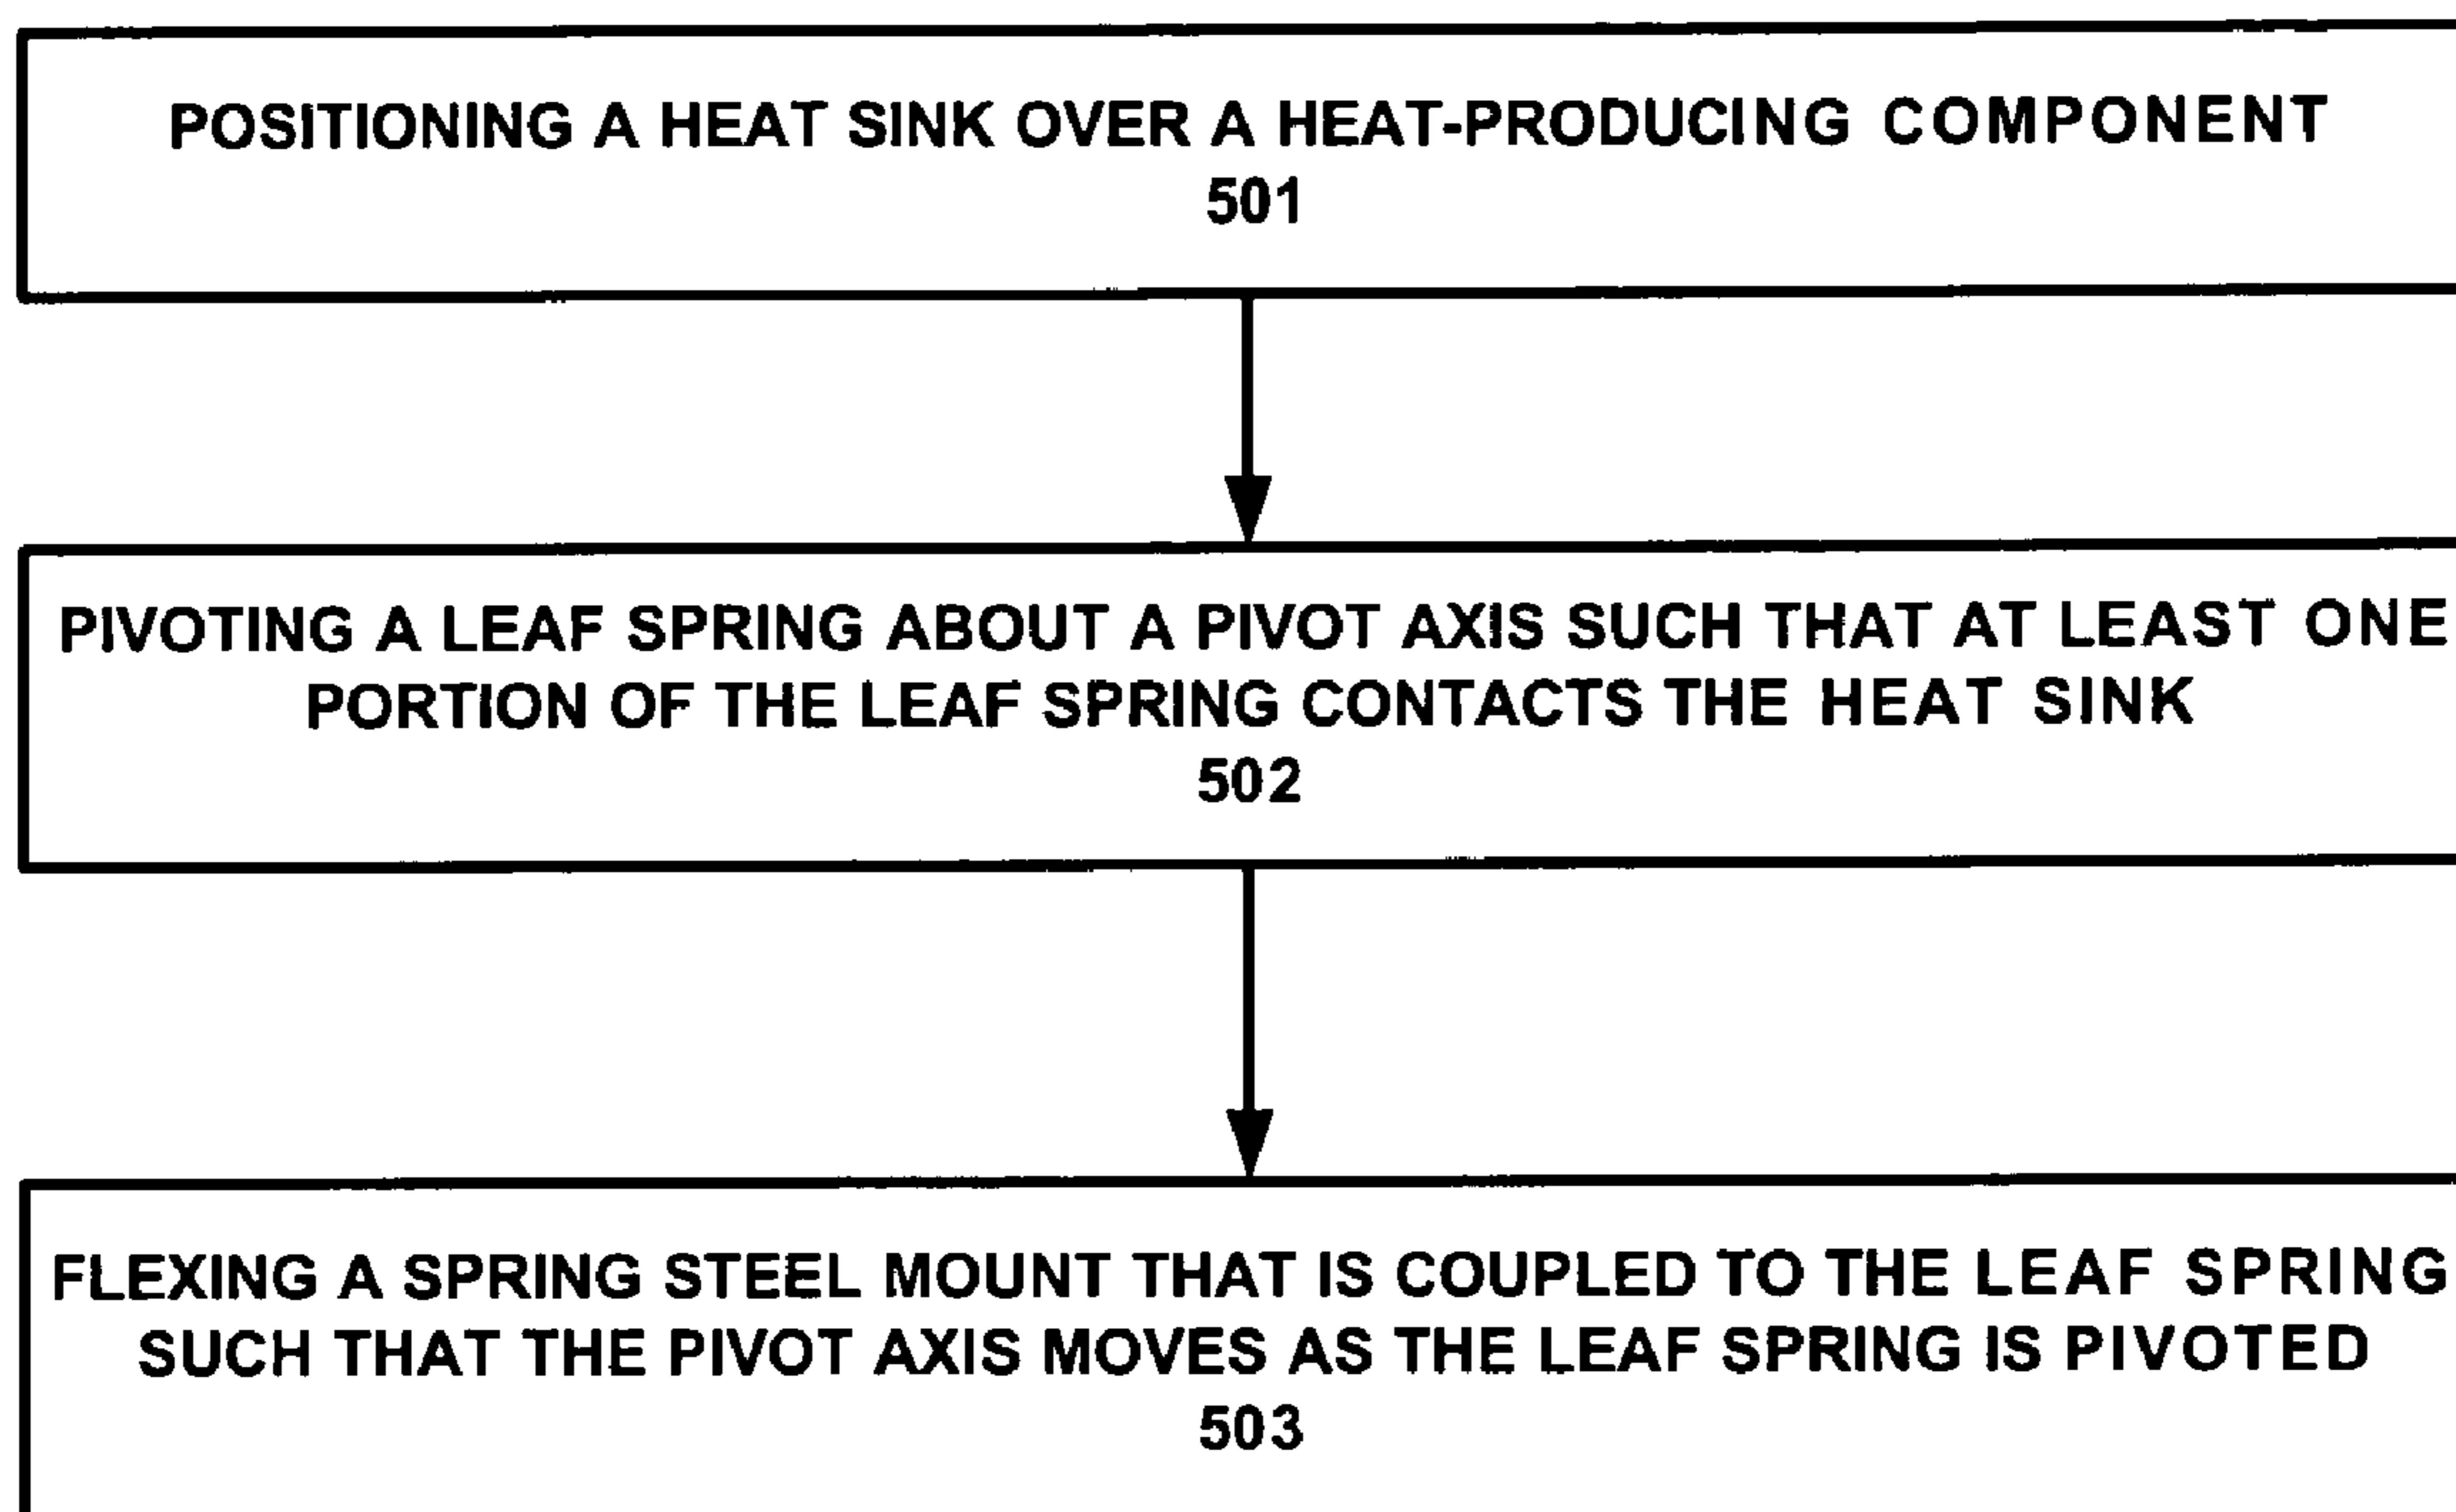 POSITIONING A HEAT SINK OVER A HEAT-PRODUCING COMPONENT
501
PIVOTING A LEAF SPRING ABOUT A PIVOT AXIS SUCH THAT AT LEAST ONE
PORTION OF THE LEAF SPRING CONTACTS THE HEAT SINK
502
FLEXING A SPRING STEEL MOUNT THAT IS COUPLED TO THE LEAF SPRING
SUCH THAT THE PIVOT AXIS MOVES AS THE LEAF SPRING IS PIVOTED
503